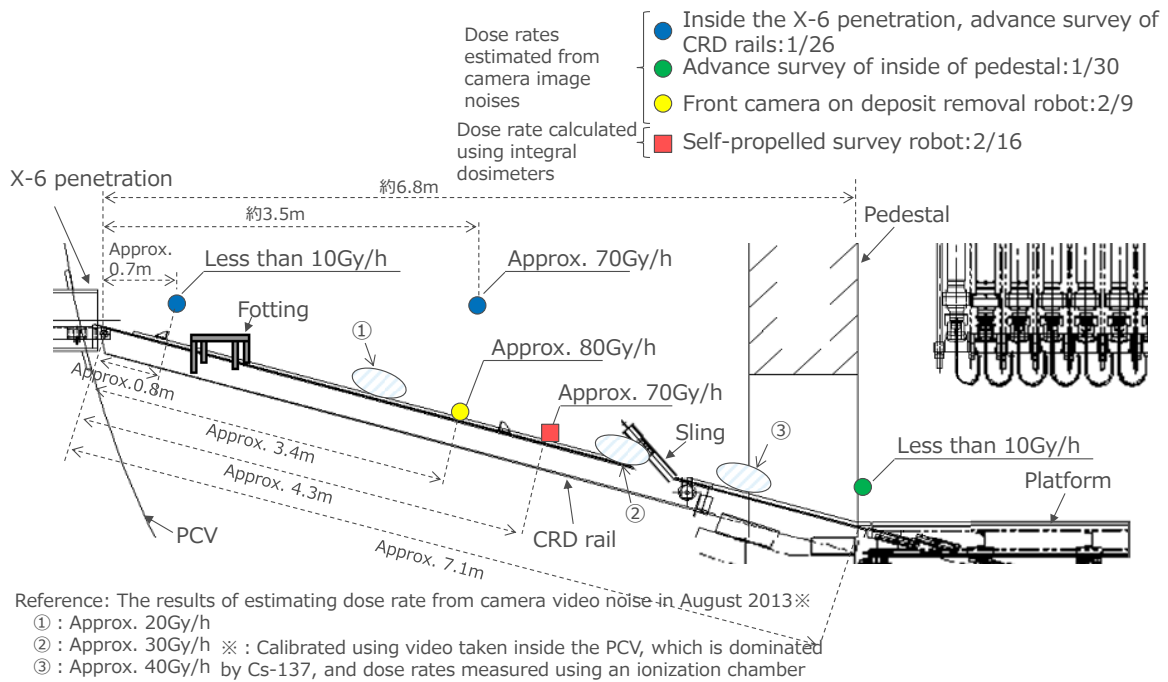 Dose rates
estimated from
camera image
noises
Inside the X-6 penetration, advance survey of
CRD rails:1/26
Advance survey of inside of pedestal:1/30
Front camera on deposit removal robot:2/9
Dose rate calculated
using integral
dosimeters
Self-propelled survey robot:2/16
X-6 penetration
約6.8m
約3.5m
Pedestal
Approx.
0.7m
Less than 10Gy/h
Approx. 70Gy/h
Fotting
①
Approx. 80Gy/h
Approx.0.8m
Approx. 70Gy/h
Sling
③
Approx. 3.4m
Less than 10Gy/h
Platform
Approx. 4.3m
②
PCV
CRD rail
Approx. 7.1m
Reference: The results of estimating dose rate from camera video noise in August 2013※
① : Approx. 20Gy/h
② : Approx. 30Gy/h
③ : Approx. 40Gy/h
※ : Calibrated using video taken inside the PCV, which is dominated
by Cs-137, and dose rates measured using an ionization chamber